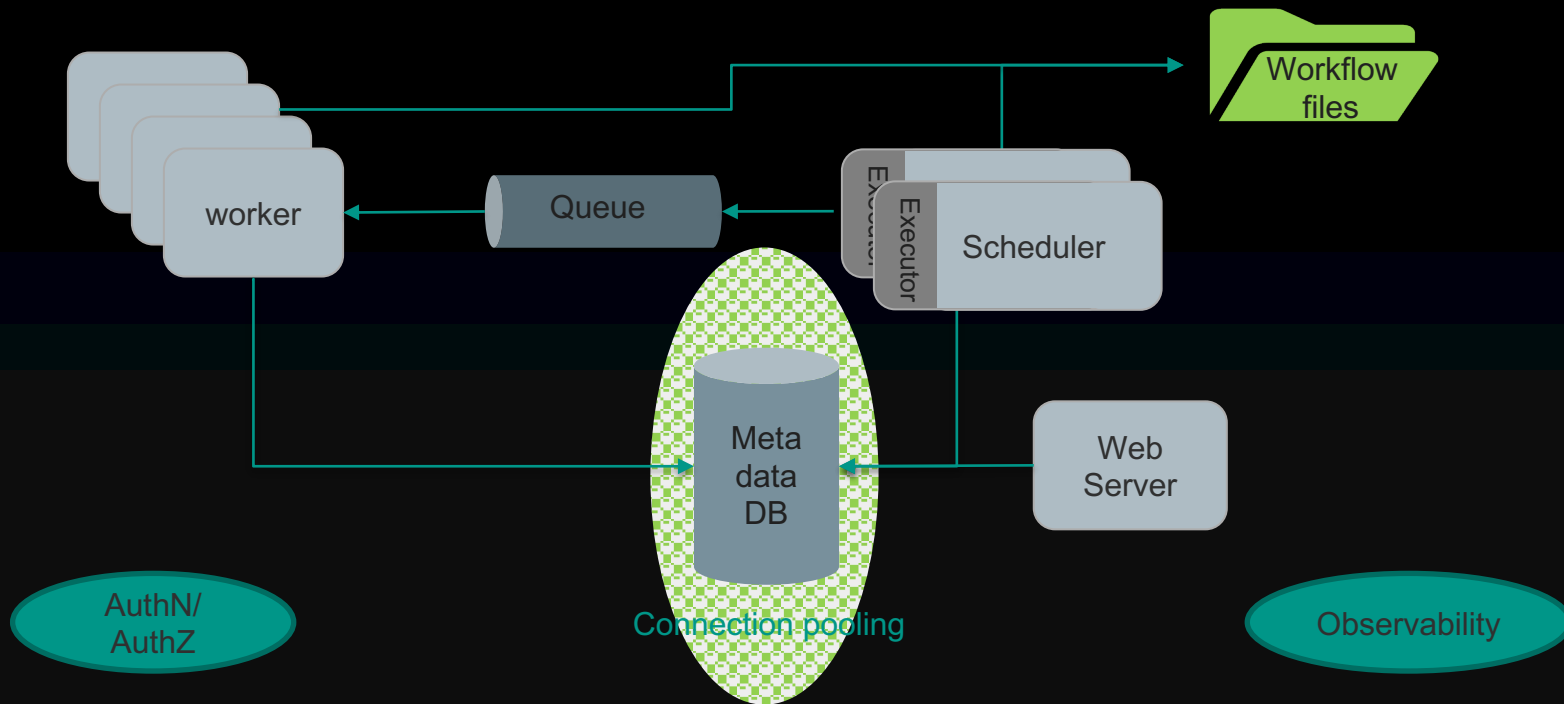 Workflow
files
worker
Queue
Executor
Executor
Scheduler
Meta
data
DB
Web
Server
AuthN/
AuthZ
Connection pooling
Observability